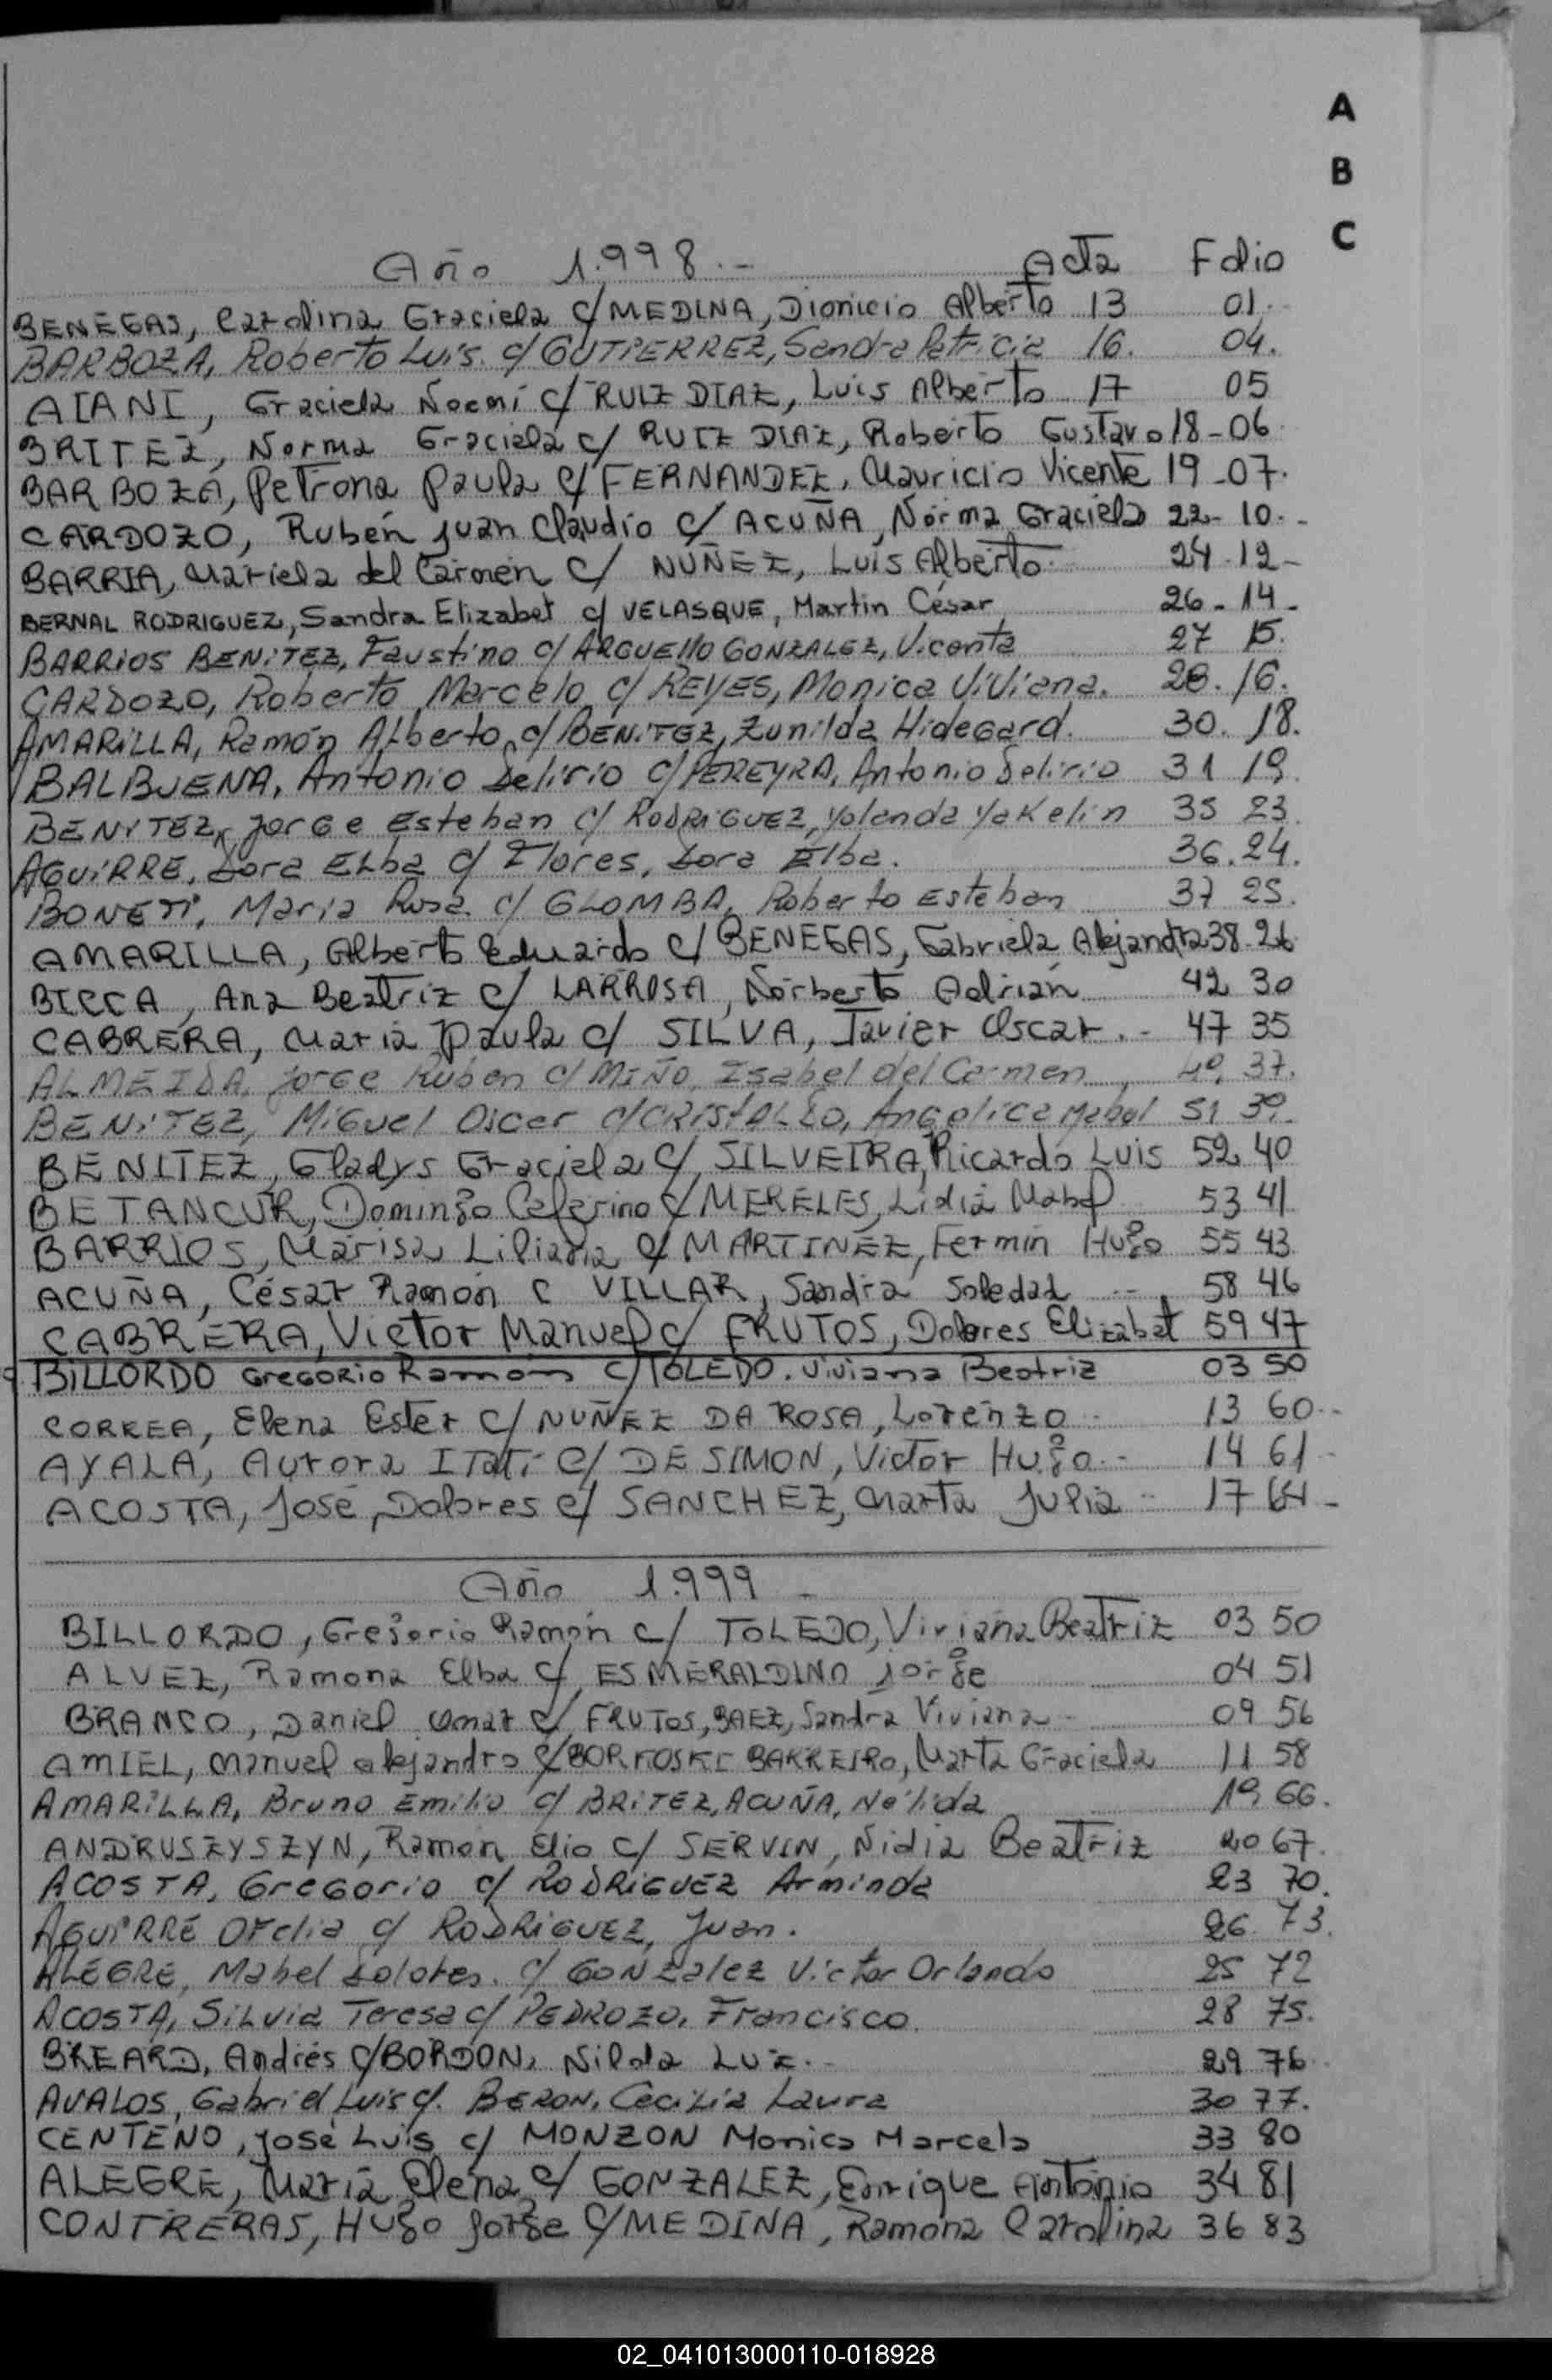 A
B
C
Año 1.998.- Acta Folio
BENEGAS, Carolina Graciela c/ MEDINA, Dionicio Alberto 13 01.
BARBOZA, Roberto Luis. c/ GUTIERREZ, Sandra Patricia 16. 04.
AIANI, Graciela Noemí c/ RUIZ DIAZ, Luis Alberto 17 05
BRITEZ, Norma Graciela c/ RUIZ DIAZ, Roberto Gustavo 18-06
BARBOZA, Petrona Paula c/ FERNANDEZ, Mauricio Vicente 19-07.
CARDOZO, Rubén Juan Claudio c/ ACUÑA, Norma Graciela 22-10.-
BARRIA, Mariela del Carmen c/ NUÑEZ, Luis Alberto. 24.12-
BERNAL RODRIGUEZ, Sandra Elizabet c/ VELASQUE, Martin César 26-14-
BARRIOS BENITEZ, Faustino c/ ARGUELLO GONZALEZ, Vicenta 27 15.
CARDOZO, Roberto Marcelo c/ REYES, Monica Viviana. 28.16.
AMARILLA, Ramón Alberto c/ BENITEZ, Zunilda Hidegard. 30. 18.
BALBUENA, Antonio Delirio c/ PEREYRA, Antonio Delirio 31 19.
BENITEZ, Jorge Esteban c/ RODRIGUEZ, Yolanda Yakelin 35 23.
AGUIRRE, Dora Elba c/ Flores, Dora Elba. 36.24.
BONETTI, Maria Rosa c/ GLOMBA, Roberto Esteban 37 25.
AMARILLA, Alberto Eduardo c/ BENEGAS, Gabriela Alejandra 38-26
BICCA, Ana Beatriz c/ LARROSA, Norberto Adrian 42 30
CABRERA, María Paula c/ SILVA, Javier Oscar.- 47 35
ALMEIDA, Jorge Ruben c/ MIÑO, Isabel del Carmen 49, 37.
BENITEZ, Miguel Oscar c/ CRISTALDO, Angelica Mabel 51 39.
BENITEZ, Gladys Graciela c/ SILVEIRA, Ricardo Luis 52 40
BETANCUR, Domingo Ceferino c/ MERELES, Lidia Mabel 53 41
BARRIOS, Marisa Liliana c/ MARTINEZ, Fermin Hugo 55 43
ACUÑA, César Ramón c VILLAR, Sandra Soledad 58 46
CABRERA, Victor Manuel c/ FRUTOS, Dolores Elizabet 59 47
BILLORDO Gregorio Ramon c/ TOLEDO. Viviana Beatriz 03 50
CORREA, Elena Ester c/ NUÑEZ DA ROSA, Lorenzo 13 60.-
AYALA, Aurora Itatí c/ DE SIMON, Victor Hugo.- 14 61
ACOSTA, José Dolores c/ SANCHEZ, Marta Julia 17 64-
Año 1.999 -
BILLORDO, Gregorio Ramón c/ TOLEDO, Viviana Beatriz 03 50
ALVEZ, Ramona Elba c/ ESMERALDINO Jorge 04 51
BRANCO, Daniel Omar c/ FRUTOS, BAEZ, Sandra Viviana- 09 56
AMIEL, Manuel Alejandro c/ BORKOSKI BARREIRO, Marta Graciela 11 58
AMARILLA, Bruno Emilio c/ BRITEZ, ACUÑA, Nélida 19 66.
ANDRUSZYSZYN, Ramón Elio c/ SERVIN, Nidia Beatriz 20 67.
ACOSTA, Gregorio c/ RODRIGUEZ Arminda 23 70.
AGUIRRE Ofelia c/ RODRIGUEZ, Juan. 26. 73.
ALEGRE, Mabel Dolores. c/ GONZalez Victor Orlando 25 72
ACOSTA, Silvia Teresa c/ PEDROZO, Francisco. 28 75.
BREARD, Andrés c/ BORDON, Nilda Luz.- 29 76
AVALOS, Gabriel Luis c/. BERON, Cecilia Laura 30 77.
CENTENO, José Luis c/ MONZON Monica Marcela 33 80
ALEGRE, María Elena c/ GONZALEZ, Enrique Antonio 34 81
CONTRERAS, Hugo Jorge c/ MEDINA, Ramona Carolina 36 83
02_041013000110-018928